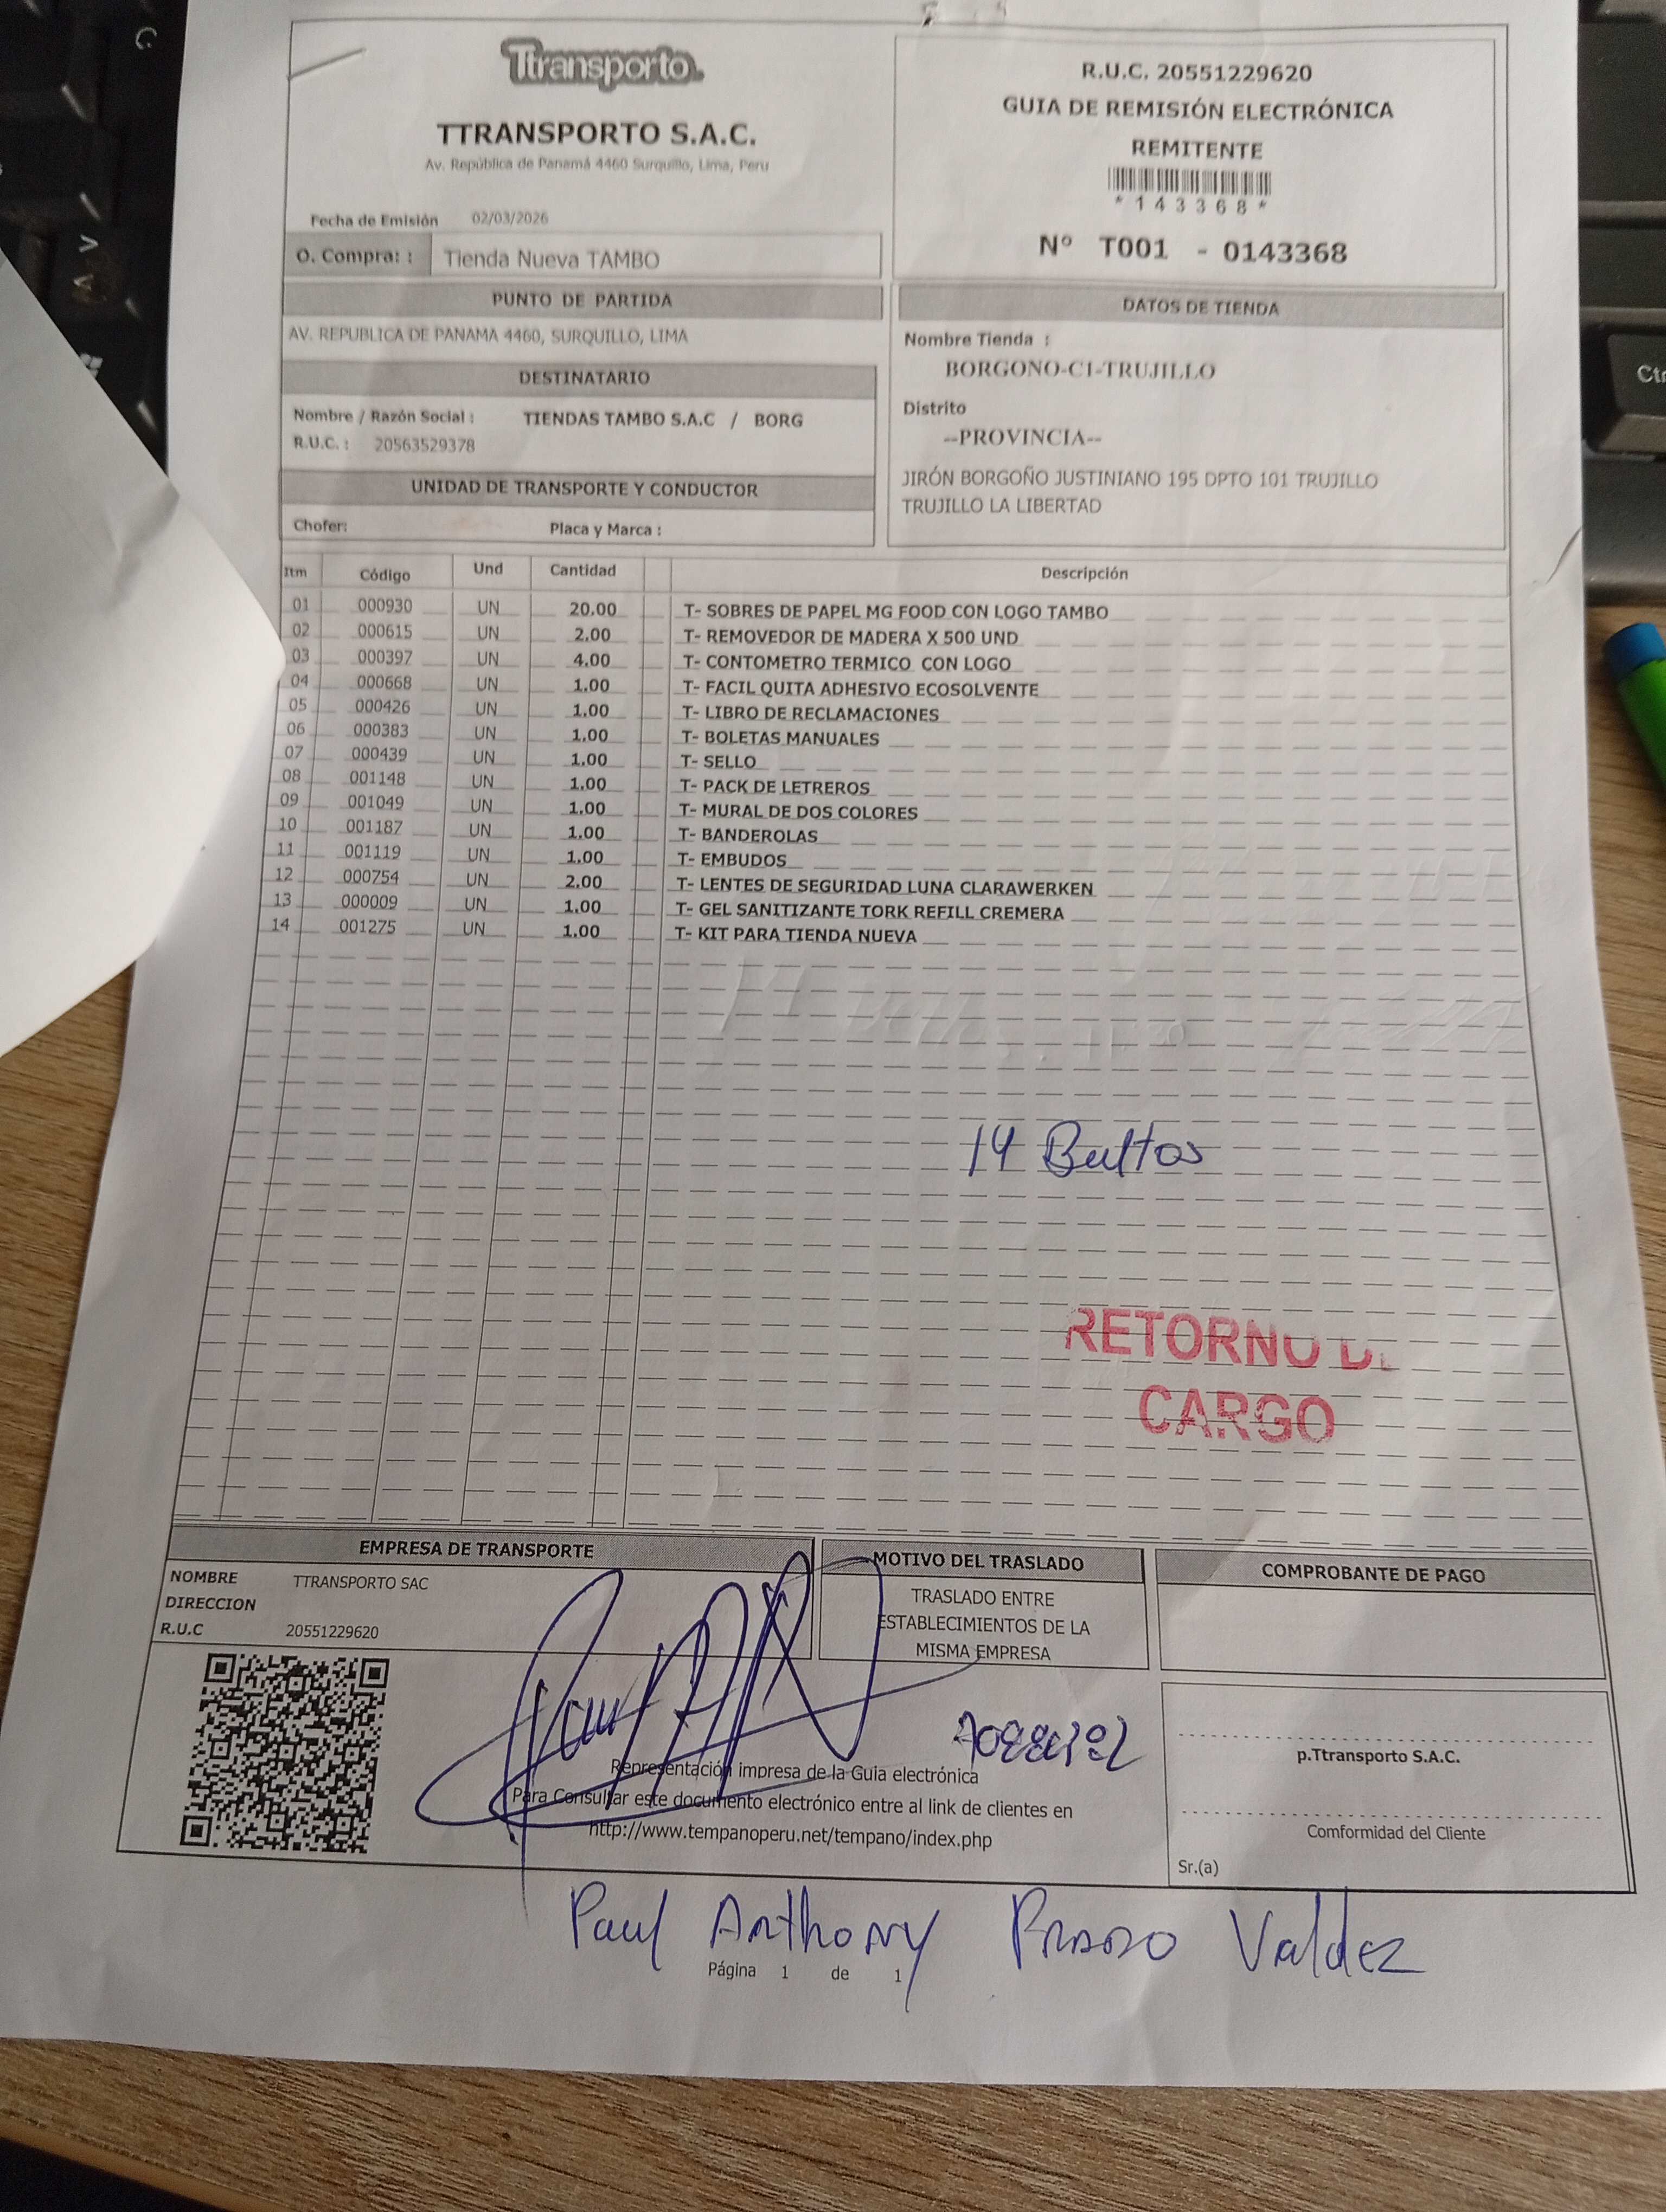 Ttransporto.
TTRANSPORTO S.A.C.
Av. República de Panamá 4460 Surquillo, Lima, Peru
Fecha de Emisión 02/03/2026
O. Compra: : Tienda Nueva TAMBO
R.U.C. 20551229620
GUIA DE REMISIÓN ELECTRÓNICA
REMITENTE
*143368*
Nº T001 - 0143368
PUNTO DE PARTIDA
AV. REPUBLICA DE PANAMA 4460, SURQUILLO, LIMA
DESTINATARIO
Nombre / Razón Social : TIENDAS TAMBO S.A.C / BORG
R.U.C. : 20563529378
UNIDAD DE TRANSPORTE Y CONDUCTOR
Chofer: Placa y Marca :
DATOS DE TIENDA
Nombre Tienda :
BORGONO-C1-TRUJILLO
Distrito
--PROVINCIA--
JIRÓN BORGOÑO JUSTINIANO 195 DPTO 101 TRUJILLO
TRUJILLO LA LIBERTAD
Itm Código Und Cantidad Descripción
01 000930 UN 20.00 T- SOBRES DE PAPEL MG FOOD CON LOGO TAMBO
02 000615 UN 2.00 T- REMOVEDOR DE MADERA X 500 UND
03 000397 UN 4.00 T- CONTOMETRO TERMICO CON LOGO
04 000668 UN 1.00 T- FACIL QUITA ADHESIVO ECOSOLVENTE
05 000426 UN 1.00 T- LIBRO DE RECLAMACIONES
06 000383 UN 1.00 T- BOLETAS MANUALES
07 000439 UN 1.00 T- SELLO
08 001148 UN 1.00 T- PACK DE LETREROS
09 001049 UN 1.00 T- MURAL DE DOS COLORES
10 001187 UN 1.00 T- BANDEROLAS
11 001119 UN 1.00 T- EMBUDOS
12 000754 UN 2.00 T- LENTES DE SEGURIDAD LUNA CLARAWERKEN
13 000009 UN 1.00 T- GEL SANITIZANTE TORK REFILL CREMERA
14 001275 UN 1.00 T- KIT PARA TIENDA NUEVA
14 Bultos
RETORNO DE
CARGO
EMPRESA DE TRANSPORTE
NOMBRE TTRANSPORTO SAC
DIRECCION
R.U.C 20551229620
MOTIVO DEL TRASLADO
TRASLADO ENTRE
ESTABLECIMIENTOS DE LA
MISMA EMPRESA
COMPROBANTE DE PAGO
Representación impresa de la Guia electrónica
Para Consultar este documento electrónico entre al link de clientes en
http://www.tempanoperu.net/tempano/index.php
p.Ttransporto S.A.C.
Comformidad del Cliente
Sr.(a)
Paul Anthony Valdez
Página 1 de 1